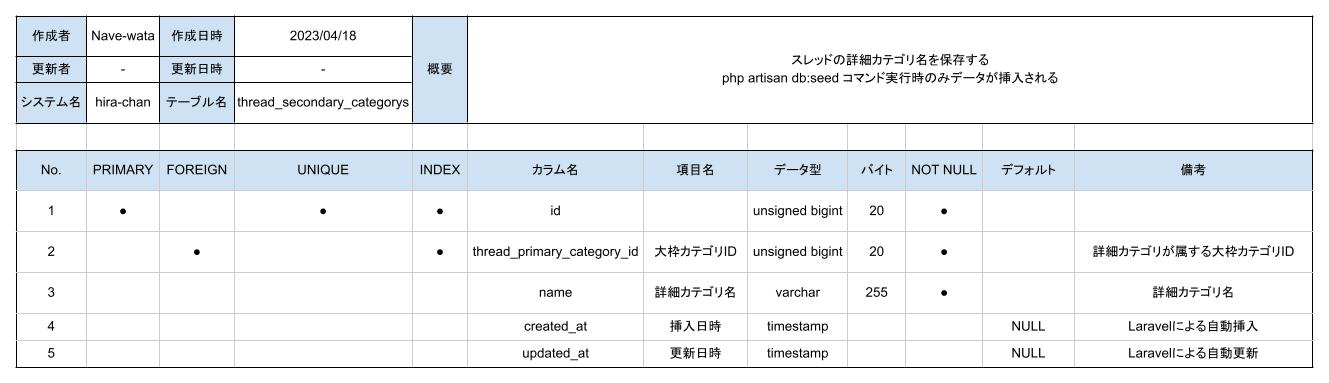 作成者 Nave-wata 作成日時 2023/04/18 概要 スレッドの詳細カテゴリ名を保存する
php artisan db:seed コマンド実行時のみデータが挿入される
更新者 - 更新日時 -
システム名 hira-chan テーブル名 thread_secondary_categorys
No. PRIMARY FOREIGN UNIQUE INDEX カラム名 項目名 データ型 バイト NOT NULL デフォルト 備考
1 ● ● ● id unsigned bigint 20 ●
2 ● ● thread_primary_category_id 大枠カテゴリID unsigned bigint 20 ● 詳細カテゴリが属する大枠カテゴリID
3 name 詳細カテゴリ名 varchar 255 ● 詳細カテゴリ名
4 created_at 挿入日時 timestamp NULL Laravelによる自動挿入
5 updated_at 更新日時 timestamp NULL Laravelによる自動更新